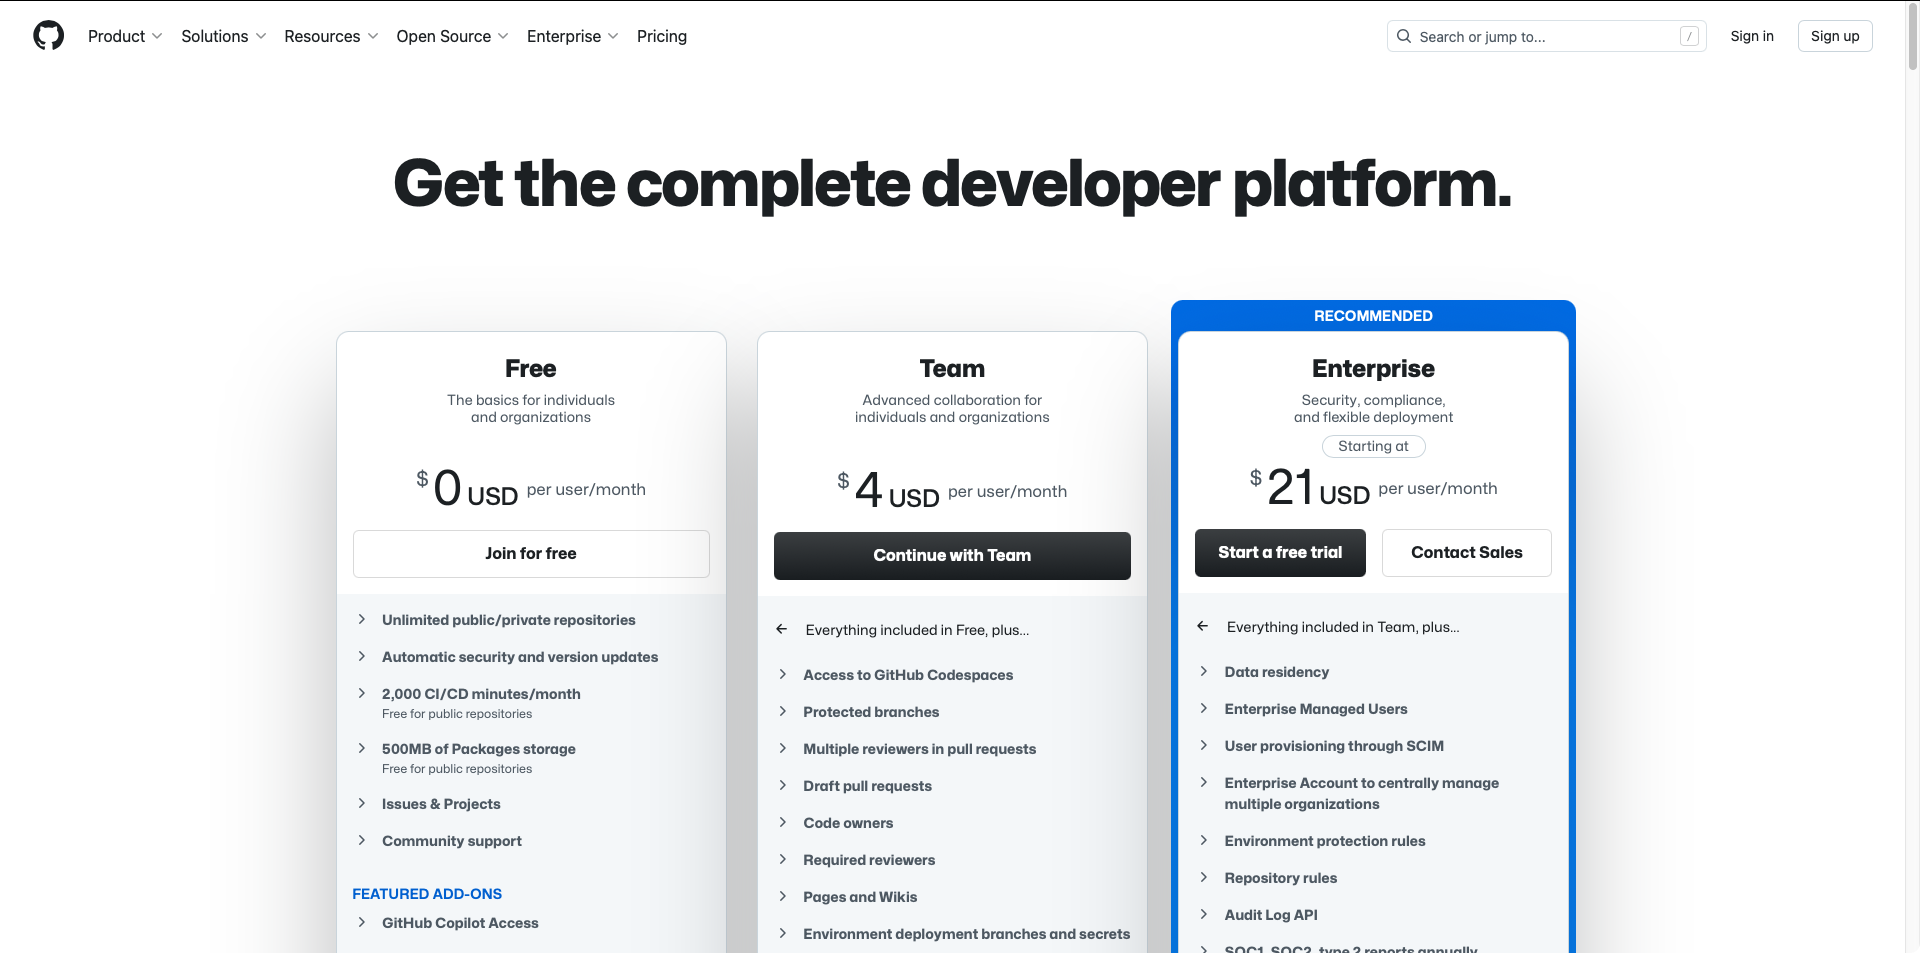 Product
Solutions
Resources
Open Source
Enterprise
Pricing
Search or jump to...
/
Sign in
Sign up
Get the complete developer platform.
Free
The basics for individuals
and organizations
$ 0 USD per user/month
Join for free
Unlimited public/private repositories
Automatic security and version updates
2,000 CI/CD minutes/month
Free for public repositories
500MB of Packages storage
Free for public repositories
Issues & Projects
Community support
FEATURED ADD-ONS
GitHub Copilot Access
Team
Advanced collaboration for
individuals and organizations
$ 4 USD per user/month
Continue with Team
Everything included in Free, plus...
Access to GitHub Codespaces
Protected branches
Multiple reviewers in pull requests
Draft pull requests
Code owners
Required reviewers
Pages and Wikis
Environment deployment branches and secrets
RECOMMENDED
Enterprise
Security, compliance,
and flexible deployment
Starting at
$ 21 USD per user/month
Start a free trial
Contact Sales
Everything included in Team, plus...
Data residency
Enterprise Managed Users
User provisioning through SCIM
Enterprise Account to centrally manage
multiple organizations
Environment protection rules
Repository rules
Audit Log API
SOC1, SOC2, type 2 reports annually